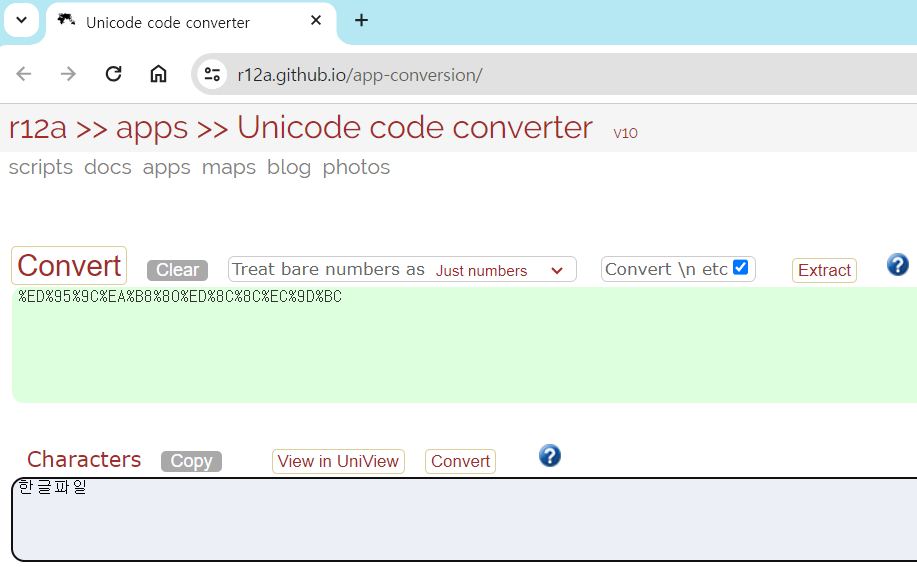 Unicode code converter
r12a.github.io/app-conversion/
r12a >> apps >> Unicode code converter v10
scripts docs apps maps blog photos
Convert Clear Treat bare numbers as Just numbers Convert \n etc Extract ?
%ED%95%9C%EA%B8%80%ED%8C%8C%EC%9D%BC
Characters Copy View in UniView Convert ?
한글파일